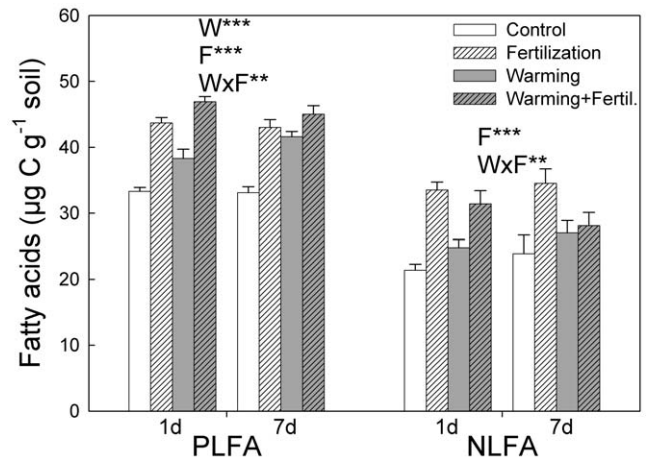 60
50
40
30
20
10
0
Fatty acids (µg C g-1 soil)
W***
F***
WxF**
Control
Fertilization
Warming
Warming+Fertil.
F***
WxF**
1d
7d
1d
7d
PLFA
NLFA